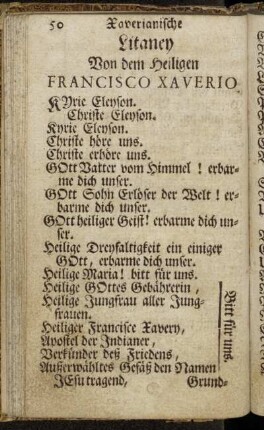 50 Xaverianische
Litaney
Von dem Heiligen
FRANCISCO XAVERIO
KYrie Eleyson.
Christe Eleyson.
Kyrie Eleyson.
Christe höre uns.
Christe erhöre uns.
GOtt Vatter vom Himmel! erbar-
me dich unser.
GOtt Sohn Erlöser der Welt! er-
barme dich unser.
GOtt heiliger Geist! erbarme dich un-
ser.
Heilige Dreyfaltigkeit ein einiger
GOtt, erbarme dich unser.
Heilige Maria! bitt für uns.
Heilige GOttes Gebährerin,
Heilige Jungfrau aller Jung-
frauen.
Heiliger Francisce Xavery,
Apostel der Indianer,
Verkünder deß Friedens,
Außerwähltes Gefäß den Namen
JEsu tragend,
Bitt für uns.
Grund-